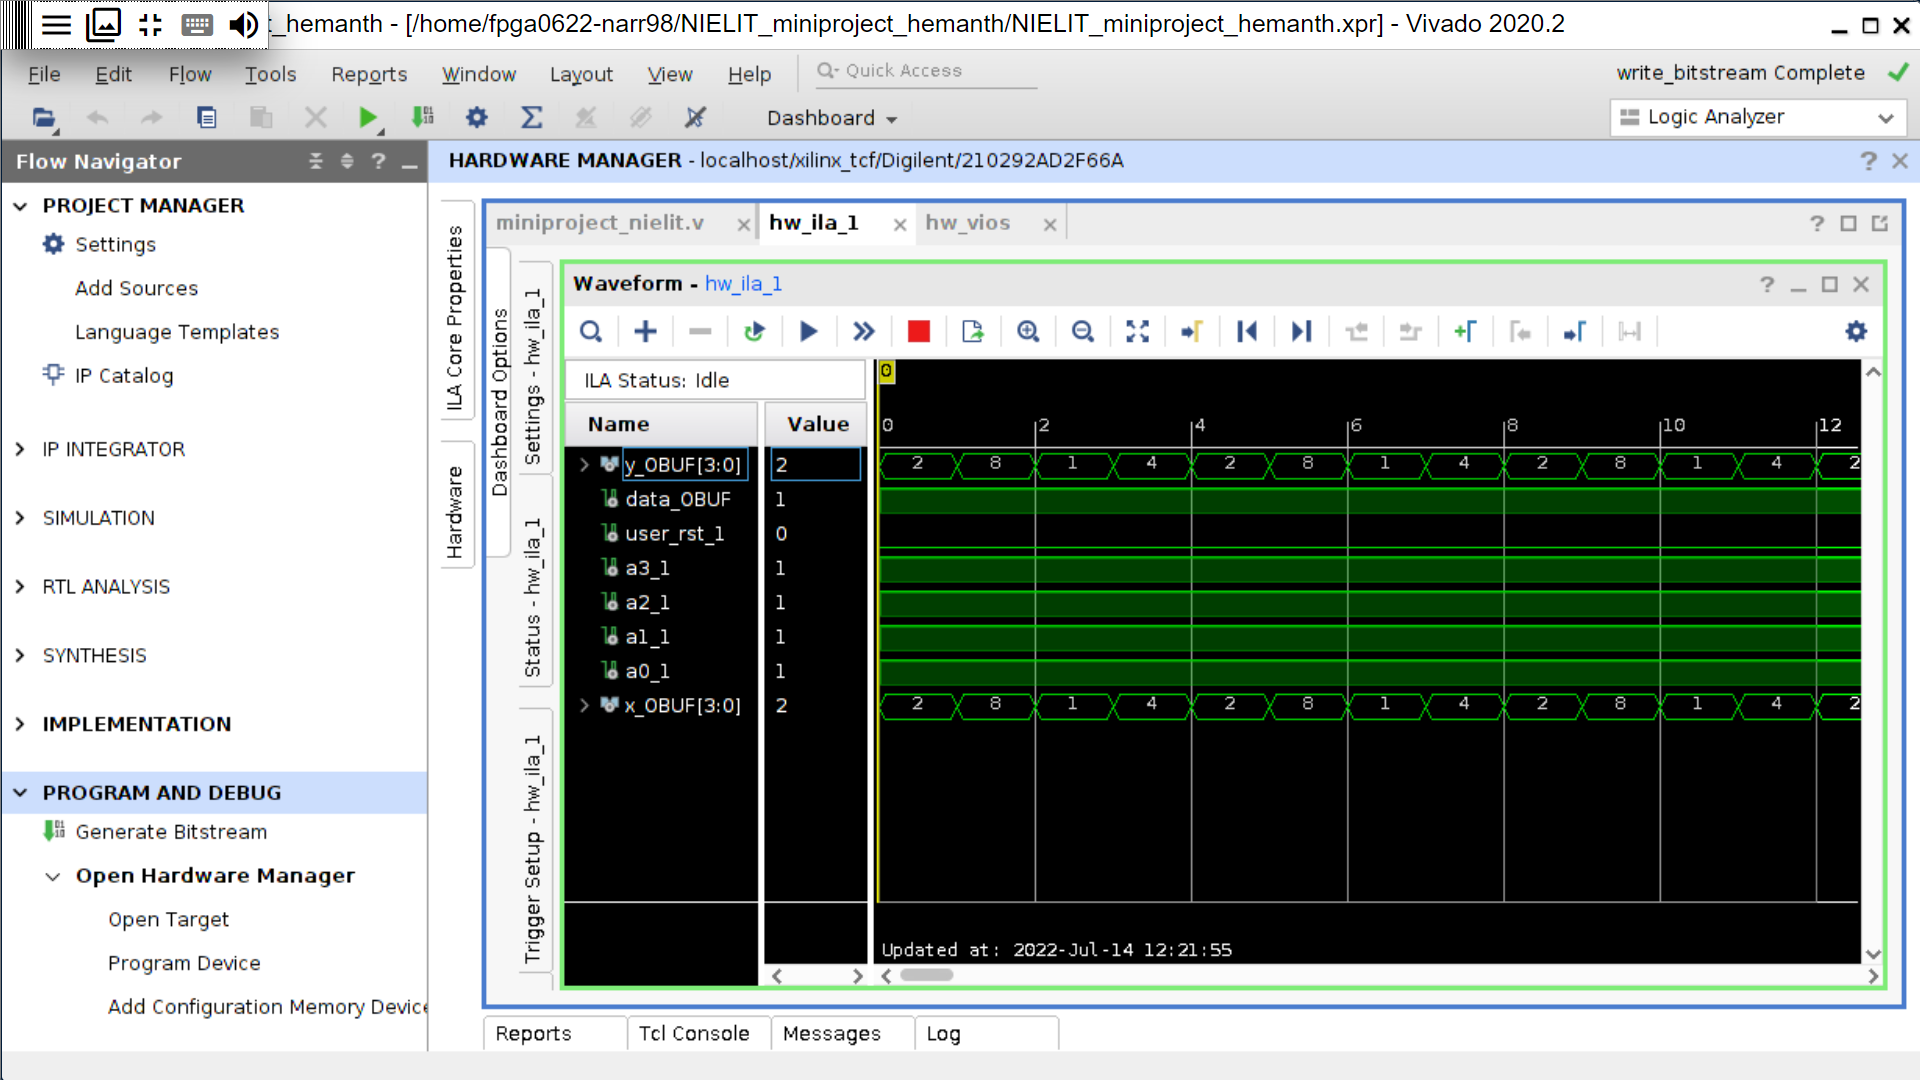 t_hemanth - [/home/fpga0622-narr98/NIELIT_miniproject_hemanth/NIELIT_miniproject_hemanth.xpr] - Vivado 2020.2
File Edit Flow Tools Reports Window Layout View Help Quick Access write_bitstream Complete
Dashboard Logic Analyzer
Flow Navigator ?
HARDWARE MANAGER - localhost/xilinx_tcf/Digilent/210292AD2F66A ?
PROJECT MANAGER
Settings
Add Sources
Language Templates
IP Catalog
IP INTEGRATOR
SIMULATION
RTL ANALYSIS
SYNTHESIS
IMPLEMENTATION
PROGRAM AND DEBUG
Generate Bitstream
Open Hardware Manager
Open Target
Program Device
Add Configuration Memory Device
ILA Core Properties
Hardware
miniproject_nielit.v hw_ila_1 hw_vios ?
Dashboard Options
Settings - hw_ila_1
Status - hw_ila_1
Trigger Setup - hw_ila_1
Waveform - hw_ila_1 ?
ILA Status: Idle 0
Name Value 0 2 4 6 8 10 12
y_OBUF[3:0] 2 2 8 1 4 2 8 1 4 2 8 1 4 2
data_OBUF 1
user_rst_1 0
a3_1 1
a2_1 1
a1_1 1
a0_1 1
x_OBUF[3:0] 2 2 8 1 4 2 8 1 4 2 8 1 4 2
Updated at: 2022-Jul-14 12:21:55
Reports Tcl Console Messages Log